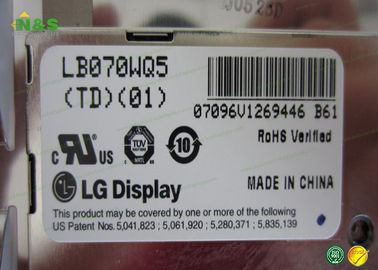 N&S
LB070WQ5
(TD)(01)
07096V1269446 B61
RoHS Verified
c UL US
TÜV
10
LG Display
MADE IN CHINA
This product may be covered by one or more of the following
US Patent Nos.5,041,823 ; 5,061,920 ; 5,280,371 ; 5,835,139